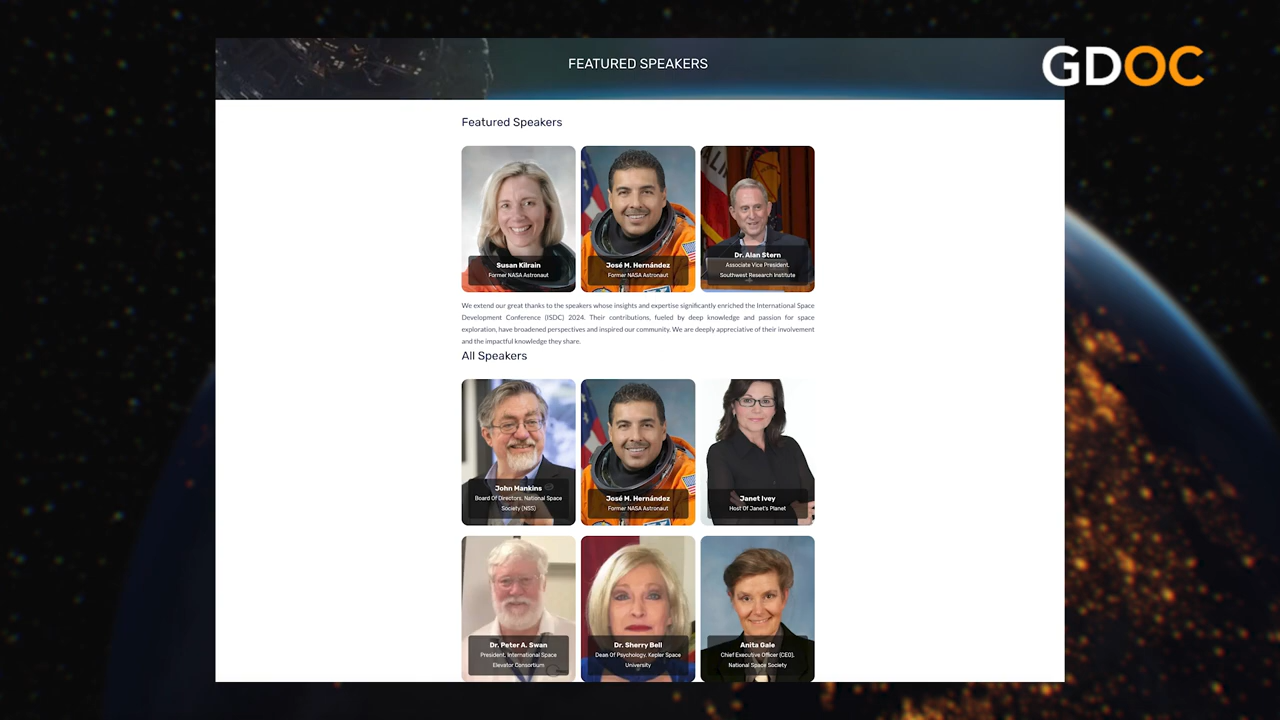 GDOC
FEATURED SPEAKERS
Featured Speakers
Susan Kilrain
Former NASA Astronaut
José M. Hernández
Former NASA Astronaut
Dr. Alan Stern
Associate Vice President,
Southwest Research Institute
We extend our great thanks to the speakers whose insights and expertise significantly enriched the International Space
Development Conference (ISDC) 2024. Their contributions, fueled by deep knowledge and passion for space
exploration, have broadened perspectives and inspired our community. We are deeply appreciative of their involvement
and the impactful knowledge they share.
All Speakers
John Mankins
Board Of Directors, National Space
Society (NSS)
José M. Hernández
Former NASA Astronaut
Janet Ivey
Host Of Janet's Planet
Dr. Peter A. Swan
President, International Space
Elevator Consortium
Dr. Sherry Bell
Dean Of Psychology, Kepler Space
University
Anita Gale
Chief Executive Officer (CEO),
National Space Society